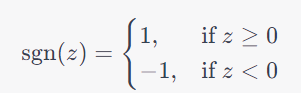 sgn(z) = { 1, if z ≥ 0
−1, if z < 0